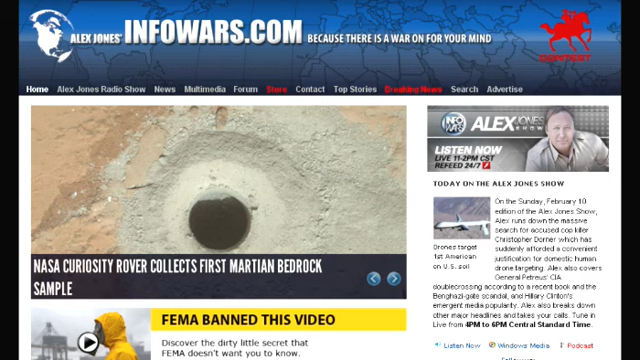 ALEX JONES' INFOWARS.COM BECAUSE THERE IS A WAR ON FOR YOUR MIND
CONTEST
Home Alex Jones Radio Show News Multimedia Forum Store Contact Top Stories Breaking News Search Advertise
INFO WARS ALEX JONES SHOW
LISTEN NOW
LIVE 11-2PM CST
REFEED 24/7
NASA CURIOSITY ROVER COLLECTS FIRST MARTIAN BEDROCK
SAMPLE
FEMA BANNED THIS VIDEO
Discover the dirty little secret that
FEMA doesn't want you to know.
TODAY ON THE ALEX JONES SHOW
Drones target
1st American
on U.S. soil
On the Sunday, February 10
edition of the Alex Jones Show,
Alex runs down the massive
search for accused cop killer
Christopher Dorner which has
suddenly afforded a convenient
justification for domestic human
drone targeting. Alex also covers
General Petreus' CIA
doublecrossing according to a recent book and the
Benghazi-gate scandal, and Hillary Clinton's
emergent media popularity. Alex also breaks down
other major headlines and takes your calls. Tune in
Live from 4PM to 6PM Central Standard Time.
Listen Now Windows Media Podcast